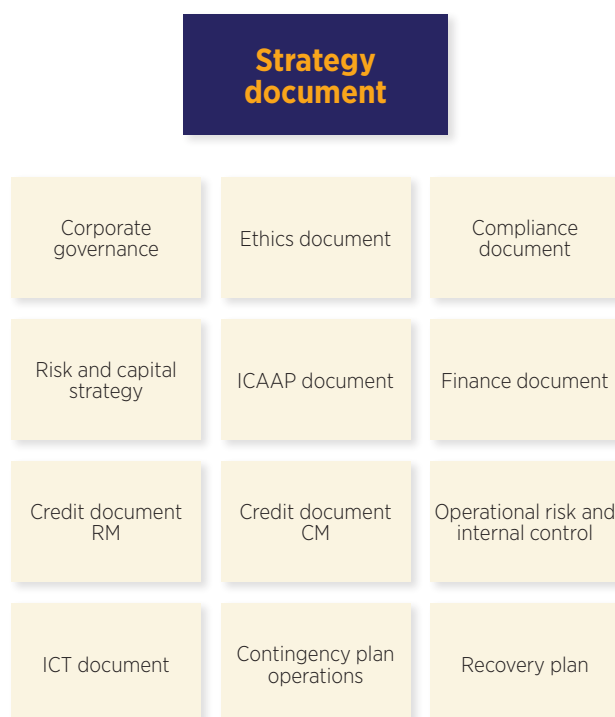 Strategy
document
Corporate
governance
Ethics document
Compliance
document
Risk and capital
strategy
ICAAP document
Finance document
Credit document
RM
Credit document
CM
Operational risk and
internal control
ICT document
Contingency plan
operations
Recovery plan